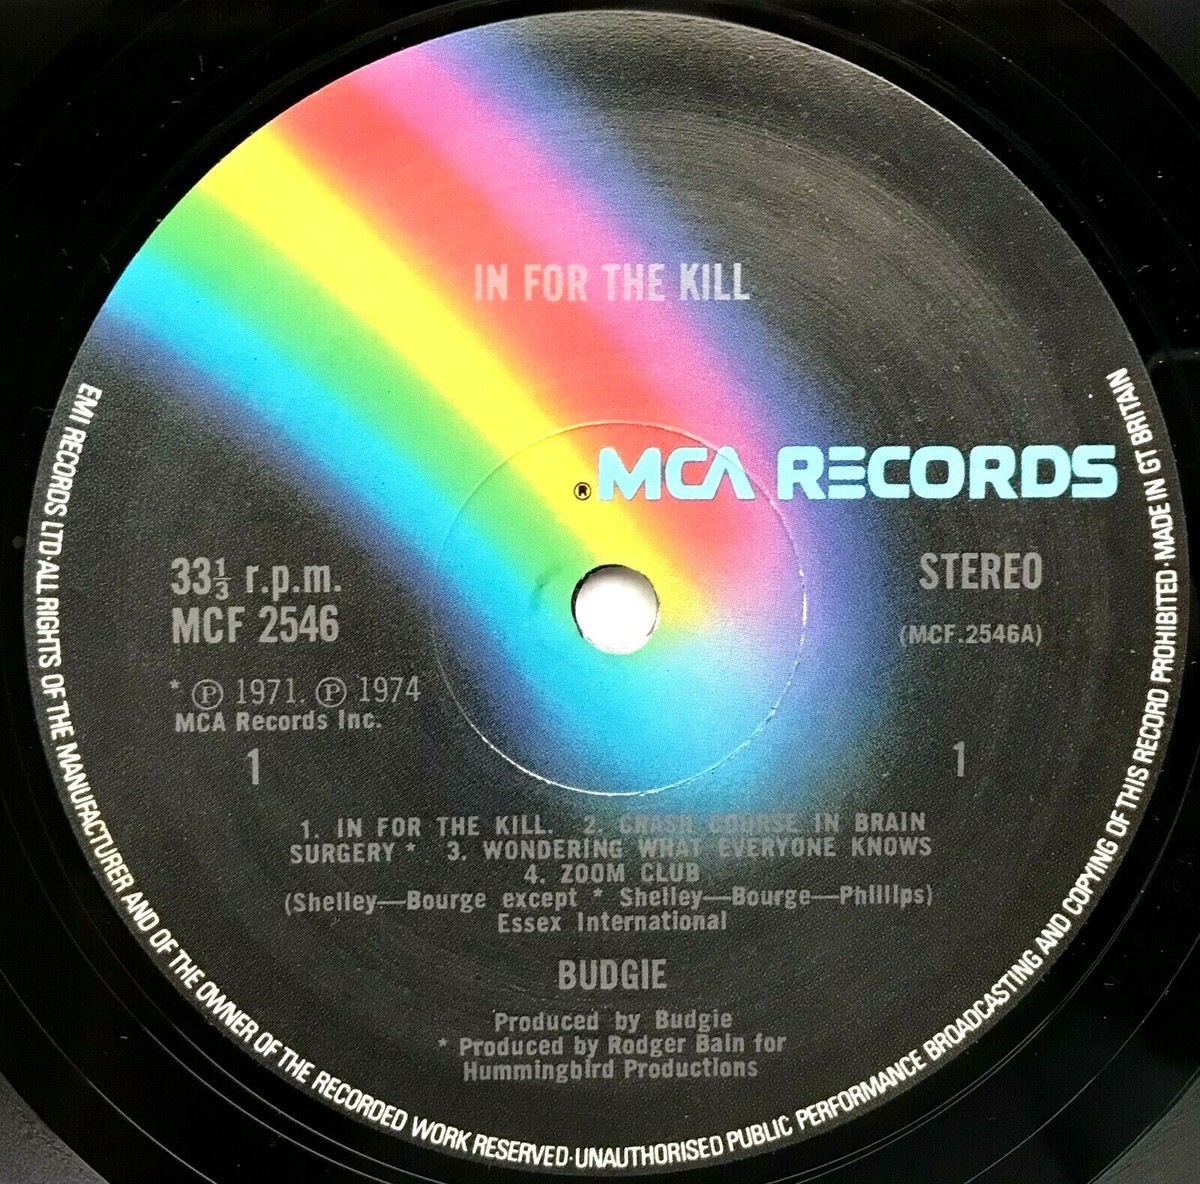 IN FOR THE KILL
® MCA RECORDS
33⅓ r.p.m.
MCF 2546
STEREO
(MCF.2546A)
* ℗ 1971. ℗ 1974
MCA Records Inc.
1
1
1. IN FOR THE KILL. 2. CRASH COURSE IN BRAIN
SURGERY * 3. WONDERING WHAT EVERYONE KNOWS
4. ZOOM CLUB
(Shelley—Bourge except * Shelley—Bourge—Phillips)
Essex International
BUDGIE
Produced by Budgie
* Produced by Rodger Bain for
Hummingbird Productions
EMI RECORDS LTD·ALL RIGHTS OF THE MANUFACTURER AND OF THE OWNER OF THE RECORDED WORK RESERVED·UNAUTHORISED PUBLIC PERFORMANCE BROADCASTING AND COPYING OF THIS RECORD PROHIBITED·MADE IN GT BRITAIN